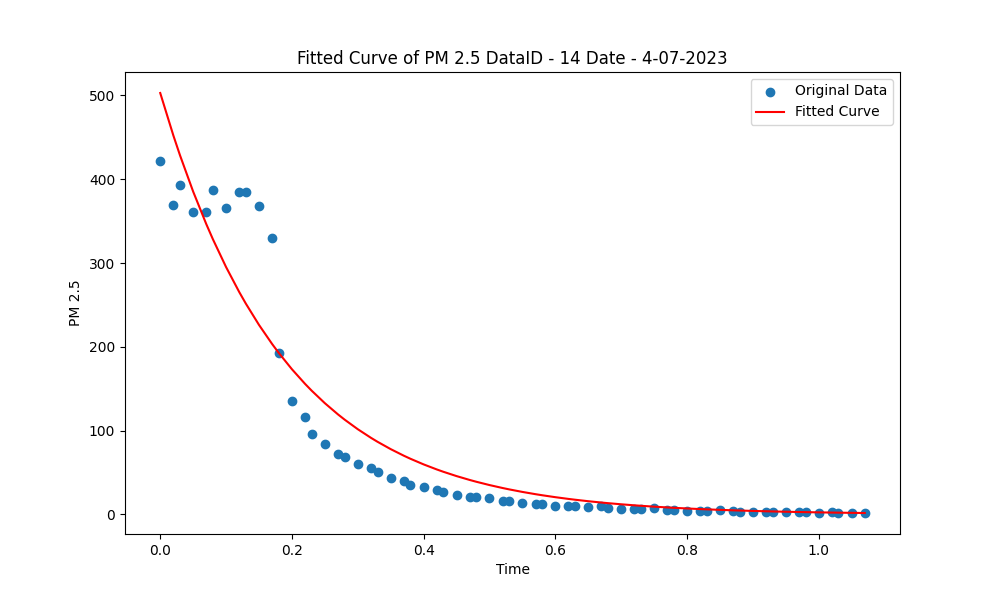 Fitted Curve of PM 2.5 DataID - 14 Date - 4-07-2023
Original Data
Fitted Curve
500
400
300
200
100
0
PM 2.5
0.0 0.2 0.4 0.6 0.8 1.0
Time